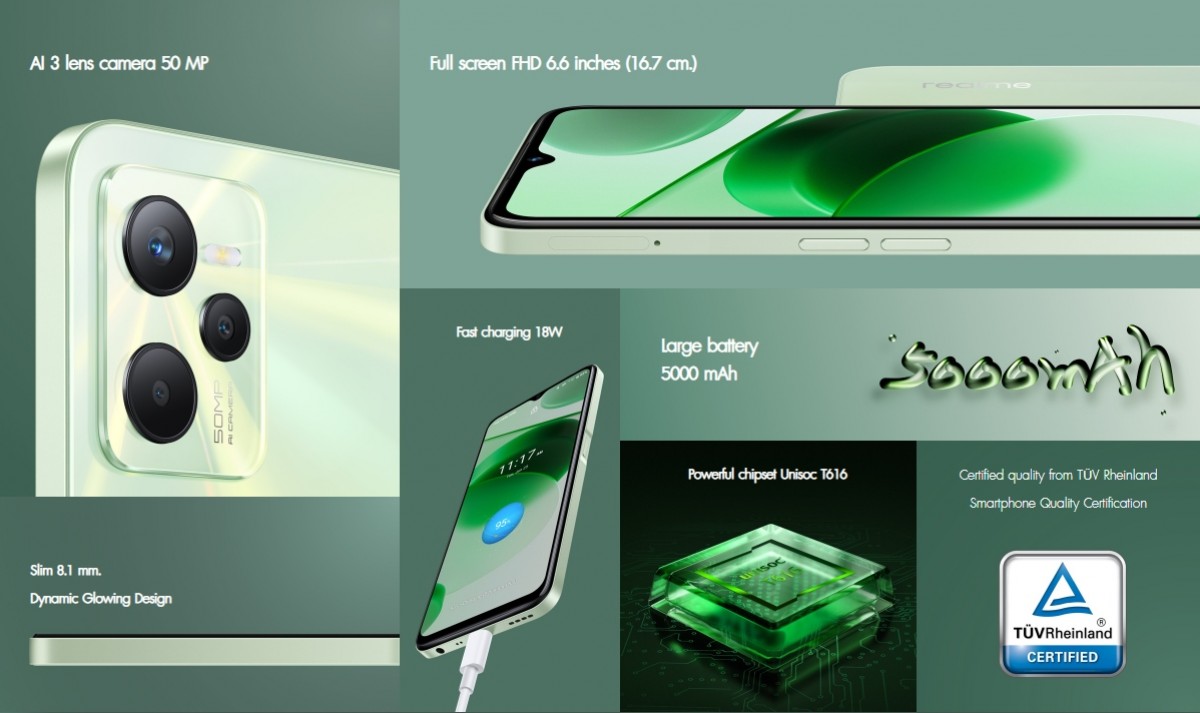 AI 3 lens camera 50 MP
50MP
AI CAMERA
Slim 8.1 mm.
Dynamic Glowing Design
Full screen FHD 6.6 inches (16.7 cm.)
realme
Fast charging 18W
11:17
95%
Large battery
5000 mAh
5000mAh
Powerful chipset Unisoc T616
UNISOC
T616
Certified quality from TÜV Rheinland
Smartphone Quality Certification
TÜVRheinland®
CERTIFIED